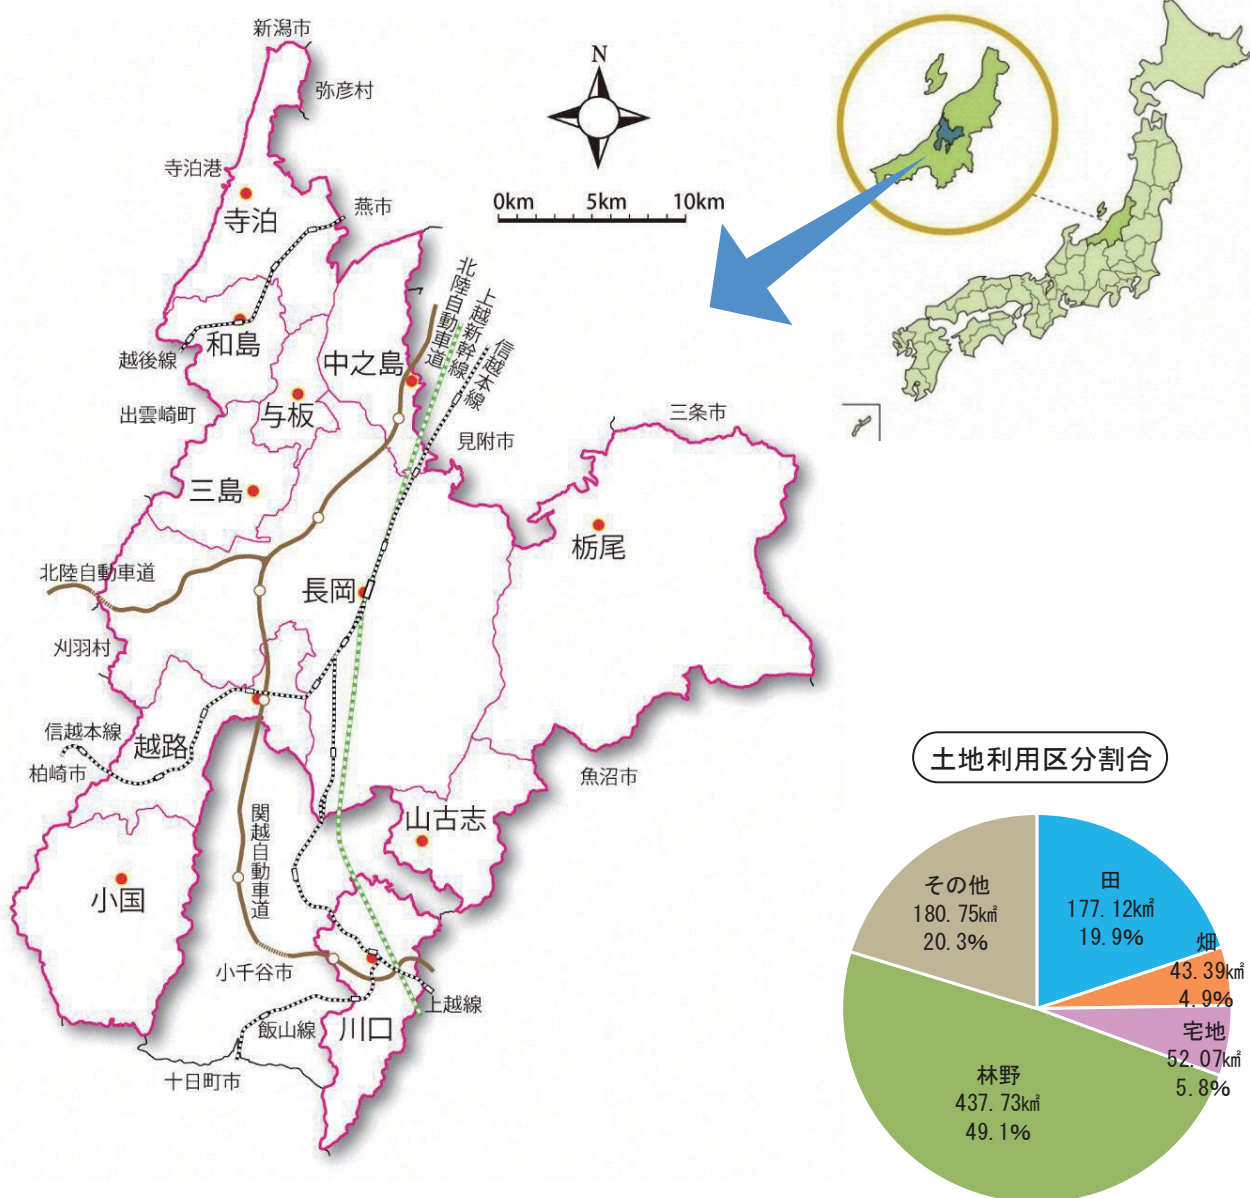 新潟市
弥彦村
N
寺泊港
寺泊
燕市
0km 5km 10km
北陸自動車道
上越新幹線
信越本線
和島
越後線
中之島
出雲崎町
与板
三条市
見附市
三島
栃尾
北陸自動車道
長岡
刈羽村
信越本線
越路
柏崎市
魚沼市
関越自動車道
山古志
小国
小千谷市
上越線
飯山線
川口
十日町市
土地利用区分割合
その他
180.75㎢
20.3%
田
177.12㎢
19.9%
畑
43.39㎢
4.9%
宅地
52.07㎢
5.8%
林野
437.73㎢
49.1%